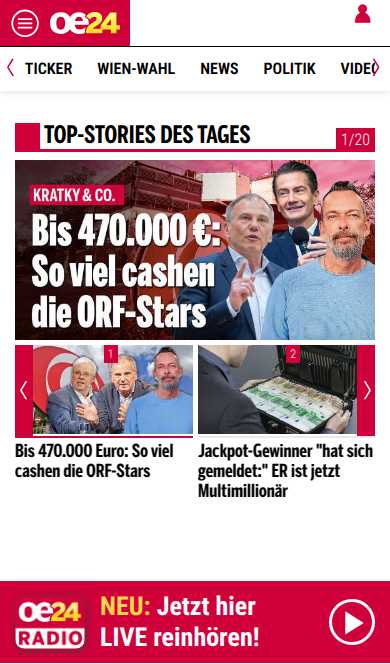 oe24
TICKER WIEN-WAHL NEWS POLITIK VIDEO
TOP-STORIES DES TAGES
1/20
KRATKY & CO.
Bis 470.000 €:
So viel cashen
die ORF-Stars
1
2
Bis 470.000 Euro: So viel
cashen die ORF-Stars
Jackpot-Gewinner "hat sich
gemeldet:" ER ist jetzt
Multimillionär
oe24
RADIO
NEU: Jetzt hier
LIVE reinhören!